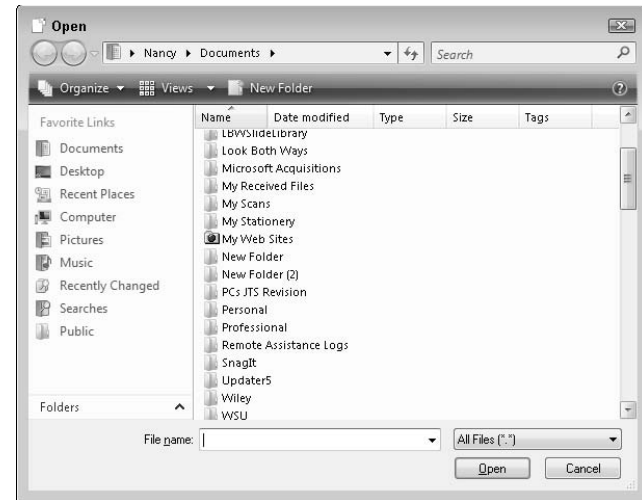 Open
Nancy Documents Search
Organize Views New Folder ?
Favorite Links
Documents
Desktop
Recent Places
Computer
Pictures
Music
Recently Changed
Searches
Public
Folders
Name Date modified Type Size Tags
LBWSlideLibrary
Look Both Ways
Microsoft Acquisitions
My Received Files
My Scans
My Stationery
My Web Sites
New Folder
New Folder (2)
PCs JTS Revision
Personal
Professional
Remote Assistance Logs
SnagIt
Updater5
Wiley
WSU
File name: All Files (*.*)
Open Cancel